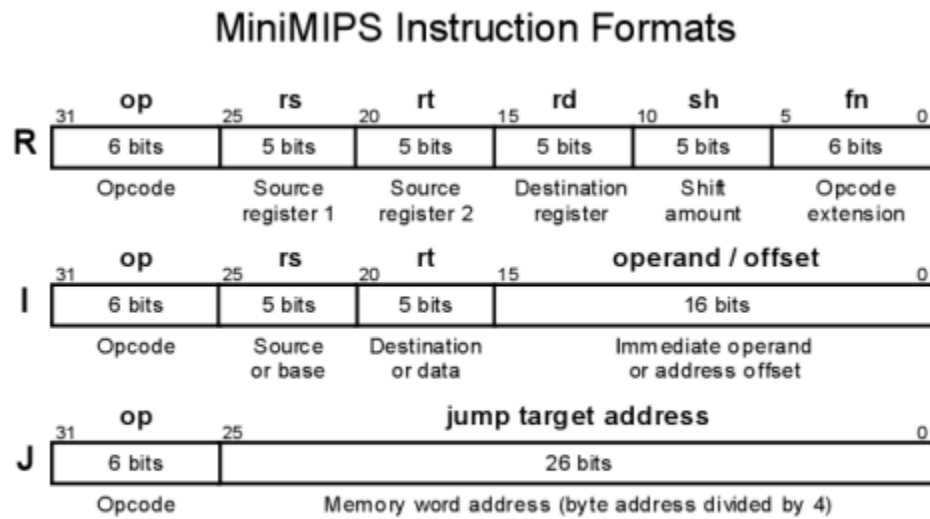 MiniMIPS Instruction Formats
op rs rt rd sh fn
31 25 20 15 10 5 0
R 6 bits 5 bits 5 bits 5 bits 5 bits 6 bits
Opcode Source Source Destination Shift Opcode
register 1 register 2 register amount extension
op rs rt operand / offset
31 25 20 15 0
I 6 bits 5 bits 5 bits 16 bits
Opcode Source Destination Immediate operand
or base or data or address offset
op jump target address
31 25 0
J 6 bits 26 bits
Opcode Memory word address (byte address divided by 4)